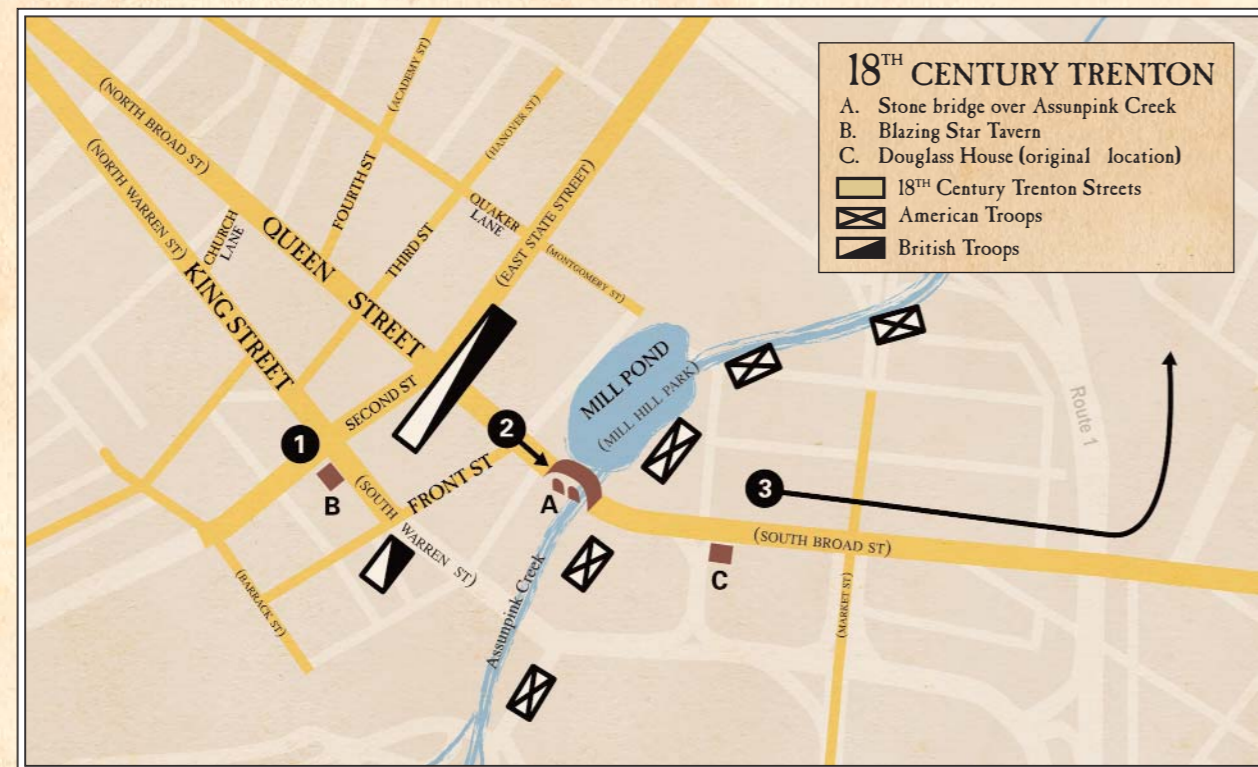 18TH CENTURY TRENTON
A. Stone bridge over Assunpink Creek
B. Blazing Star Tavern
C. Douglass House (original location)
18TH Century Trenton Streets
American Troops
British Troops
(NORTH BROAD ST)
(NORTH WARREN ST)
(ACADEMY ST)
(HANOVER ST)
FOURTH ST
THIRD ST
CHURCH
LANE
QUAKER
LANE
(EAST STATE STREET)
(MONTGOMERY ST)
QUEEN STREET
KING STREET
SECOND ST
MILL POND
(MILL HILL PARK)
Route 1
1
2
3
B
A
C
FRONT ST
(SOUTH WARREN ST)
(SOUTH BROAD ST)
(BARRACK ST)
Assunpink Creek
(MARKET ST)